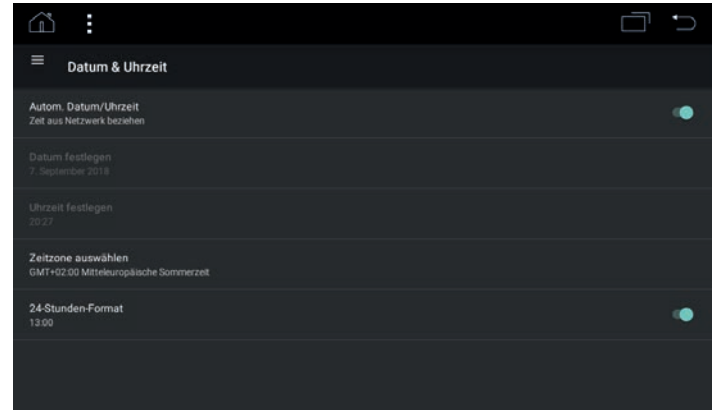 Datum & Uhrzeit
Autom. Datum/Uhrzeit
Zeit aus Netzwerk beziehen
Datum festlegen
7. September 2018
Uhrzeit festlegen
20:27
Zeitzone auswählen
GMT+02:00 Mitteleuropäische Sommerzeit
24-Stunden-Format
13:00